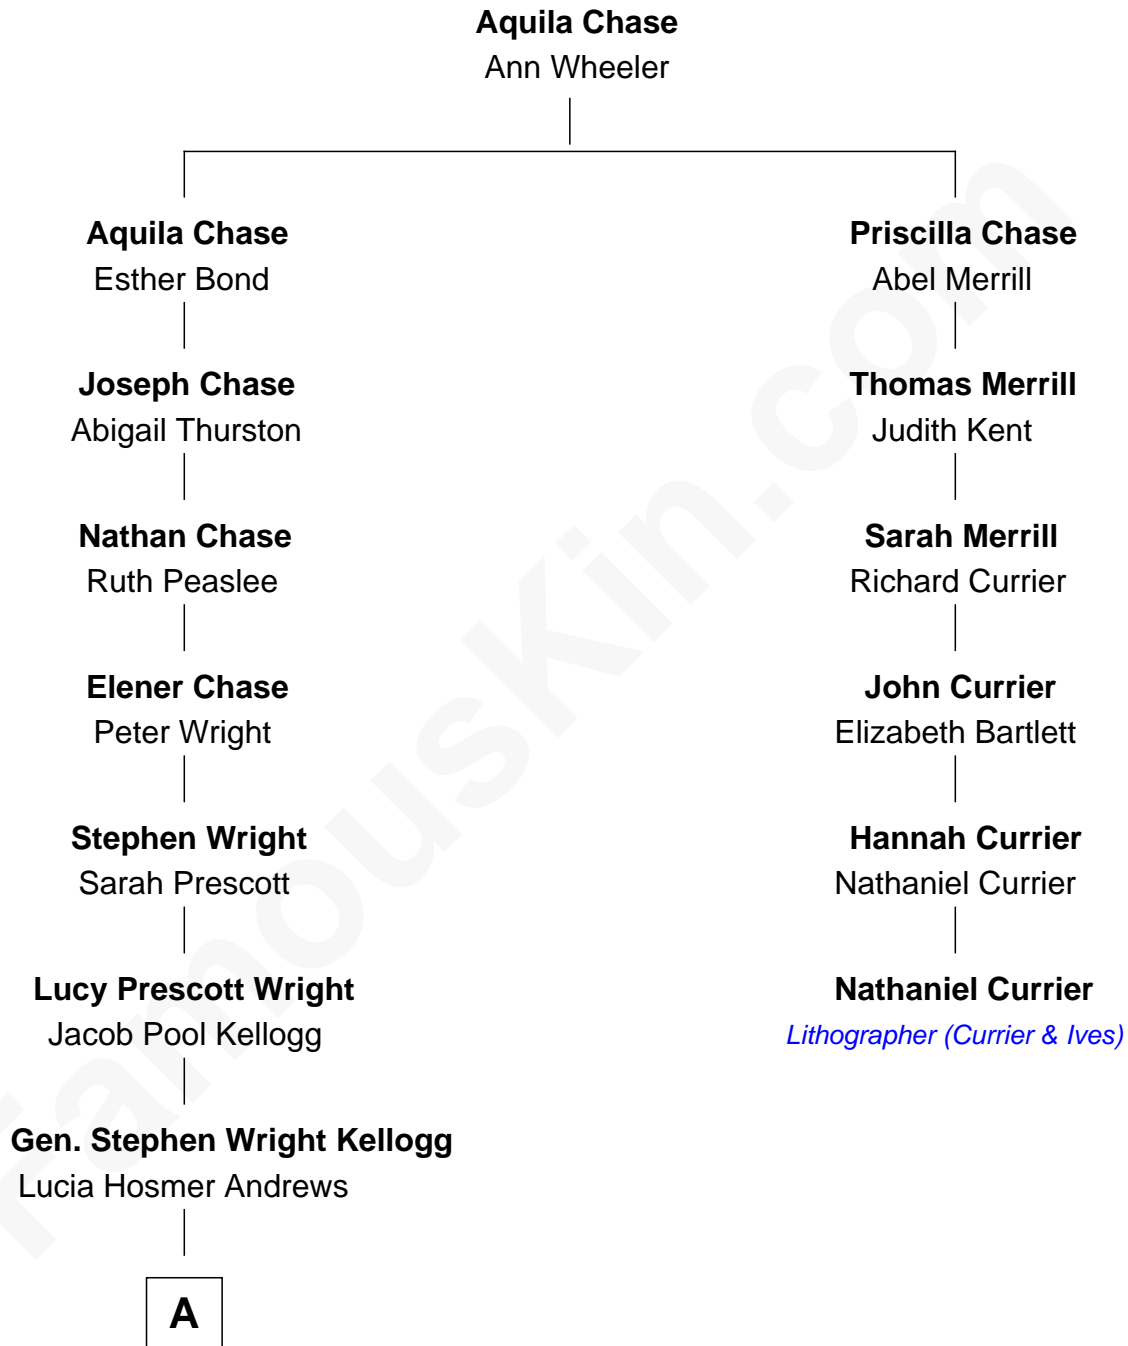 Aquila Chase
Ann Wheeler
Aquila Chase
Esther Bond
Priscilla Chase
Abel Merrill
Joseph Chase
Abigail Thurston
Thomas Merrill
Judith Kent
Nathan Chase
Ruth Peaslee
Sarah Merrill
Richard Currier
Elener Chase
Peter Wright
John Currier
Elizabeth Bartlett
Stephen Wright
Sarah Prescott
Hannah Currier
Nathaniel Currier
Lucy Prescott Wright
Jacob Pool Kellogg
Nathaniel Currier
Lithographer (Currier & Ives)
Gen. Stephen Wright Kellogg
Lucia Hosmer Andrews
A
FamousKin.com